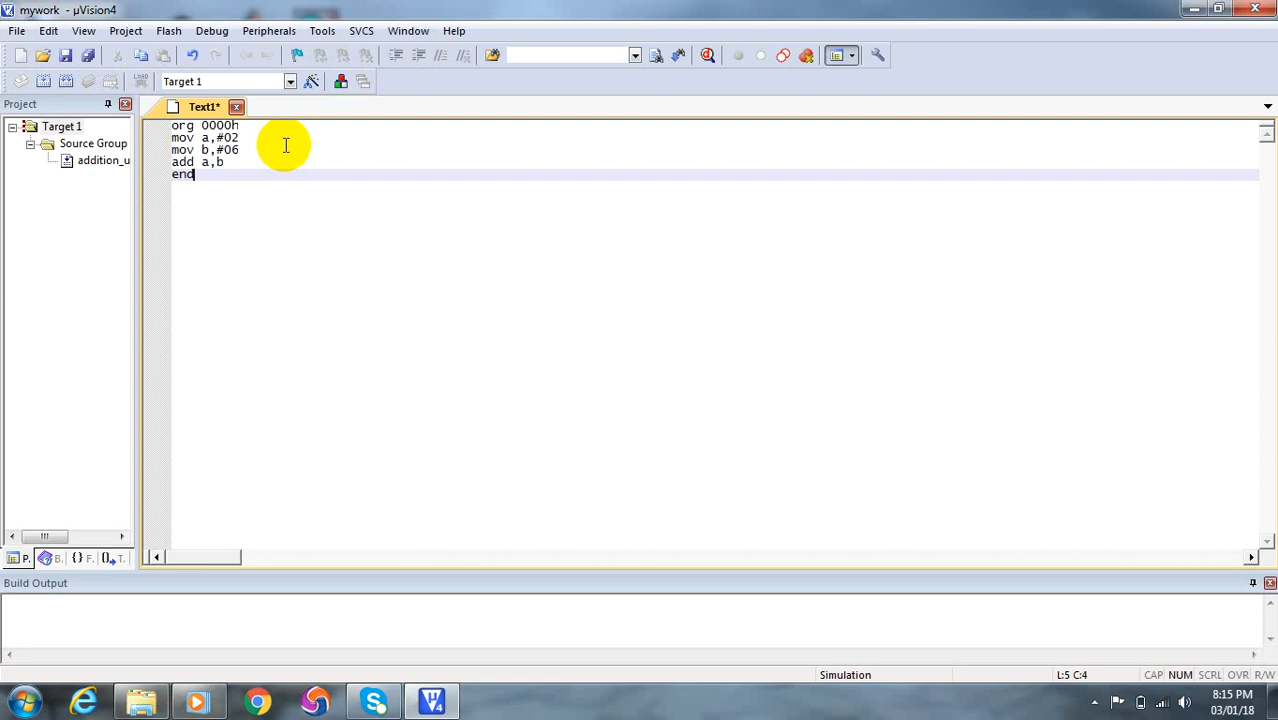 mywork - µVision4
File Edit View Project Flash Debug Peripherals Tools SVCS Window Help
LOAD Target 1
Project
Text1*
Target 1
Source Group
addition_u
org 0000h
mov a,#02
mov b,#06
add a,b
end
P. B. {} F. T.
Build Output
Simulation L:5 C:4 CAP NUM SCRL OVR R/W
8:15 PM
03/01/18